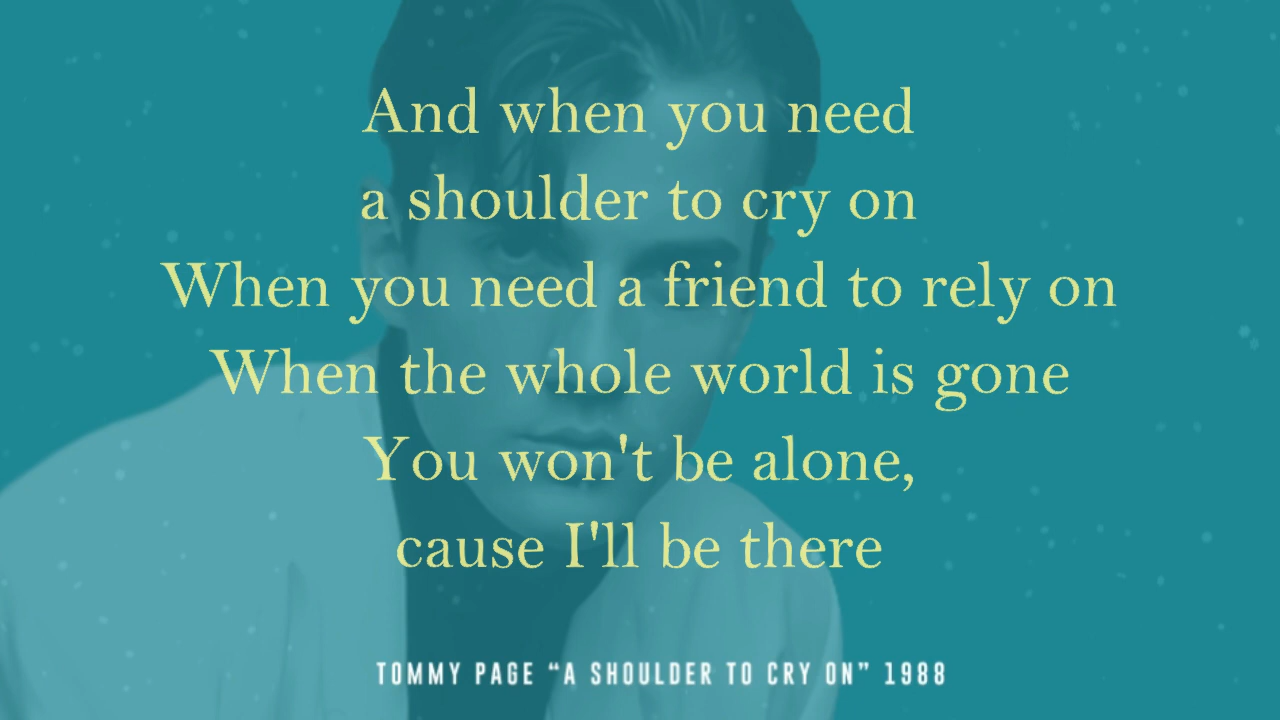 And when you need
a shoulder to cry on
When you need a friend to rely on
When the whole world is gone
You won't be alone,
cause I'll be there
TOMMY PAGE “A SHOULDER TO CRY ON” 1988